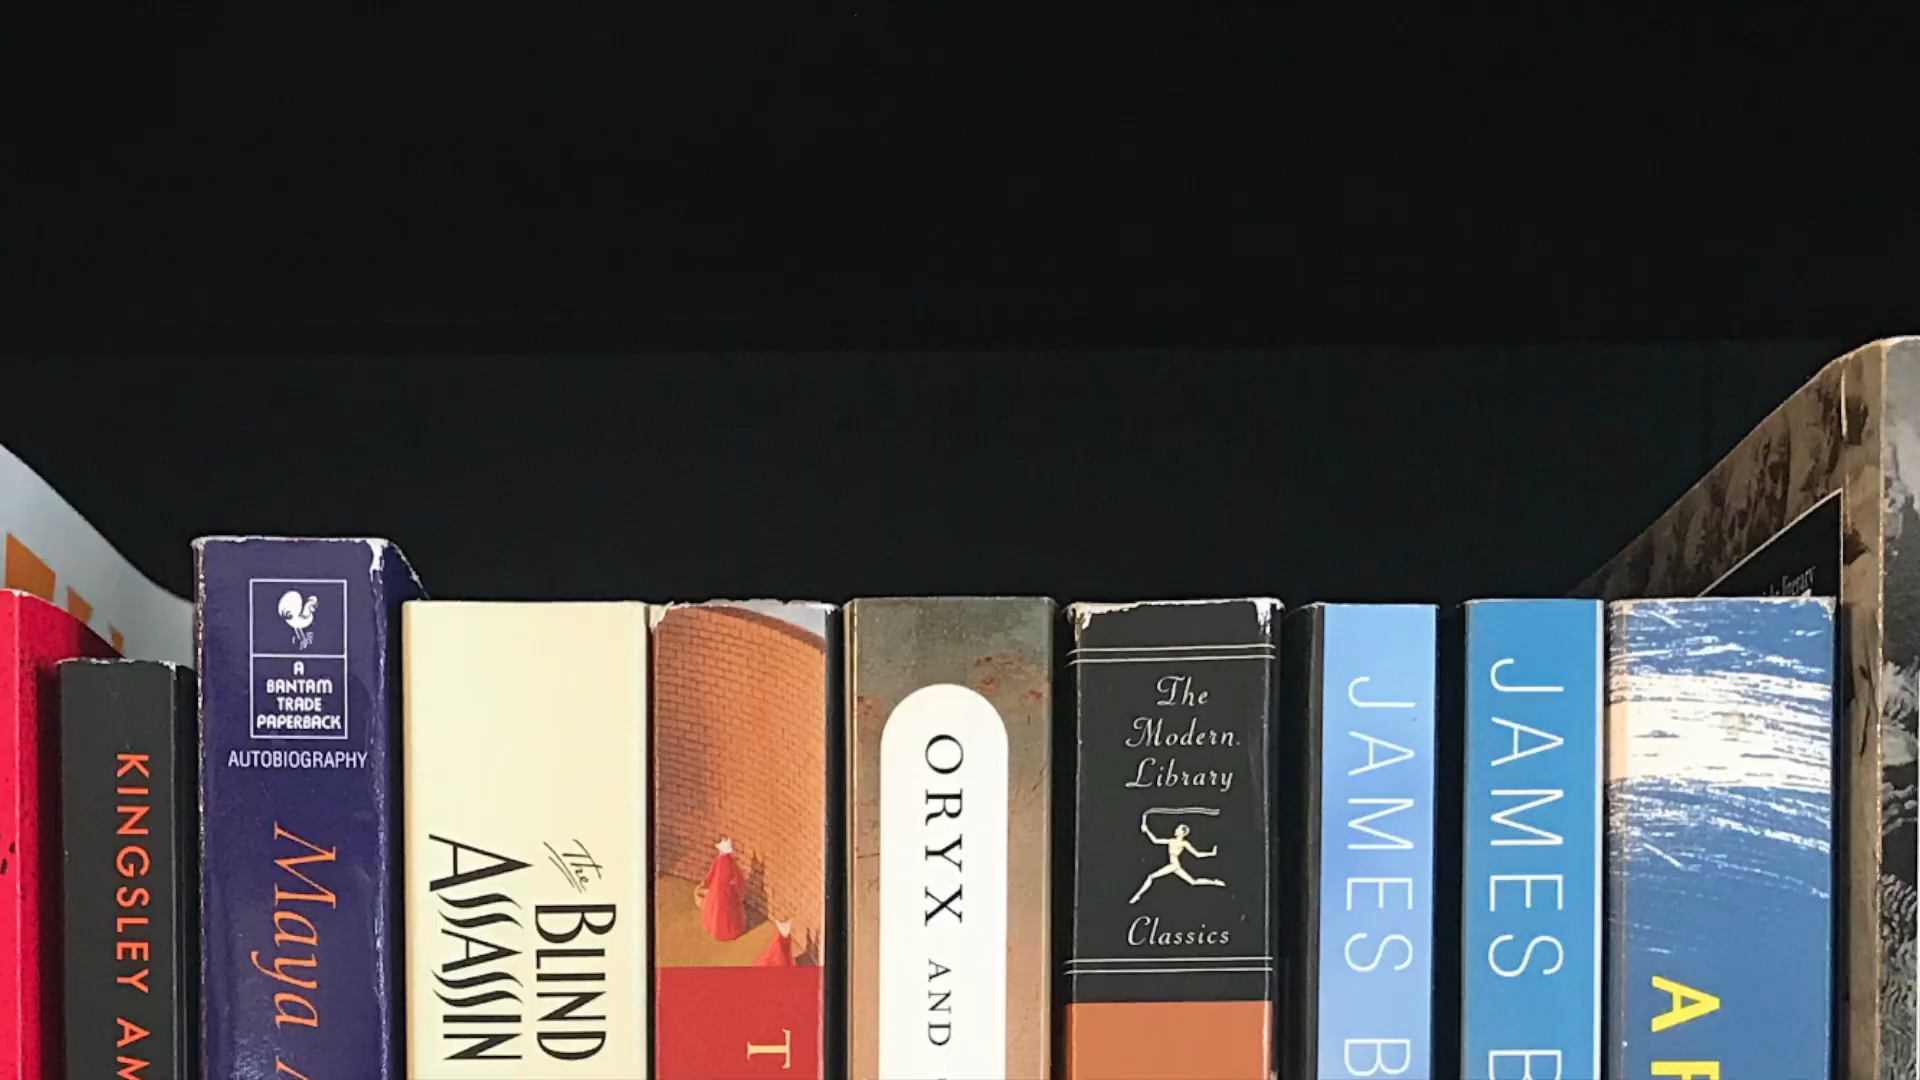 KINGSLEY AM
A
BANTAM
TRADE
PAPERBACK
AUTOBIOGRAPHY
Maya
The
BLIND
ASSASSIN
T
ORYX AND
The
Modern
Library
Classics
JAMES B
JAMES B
A